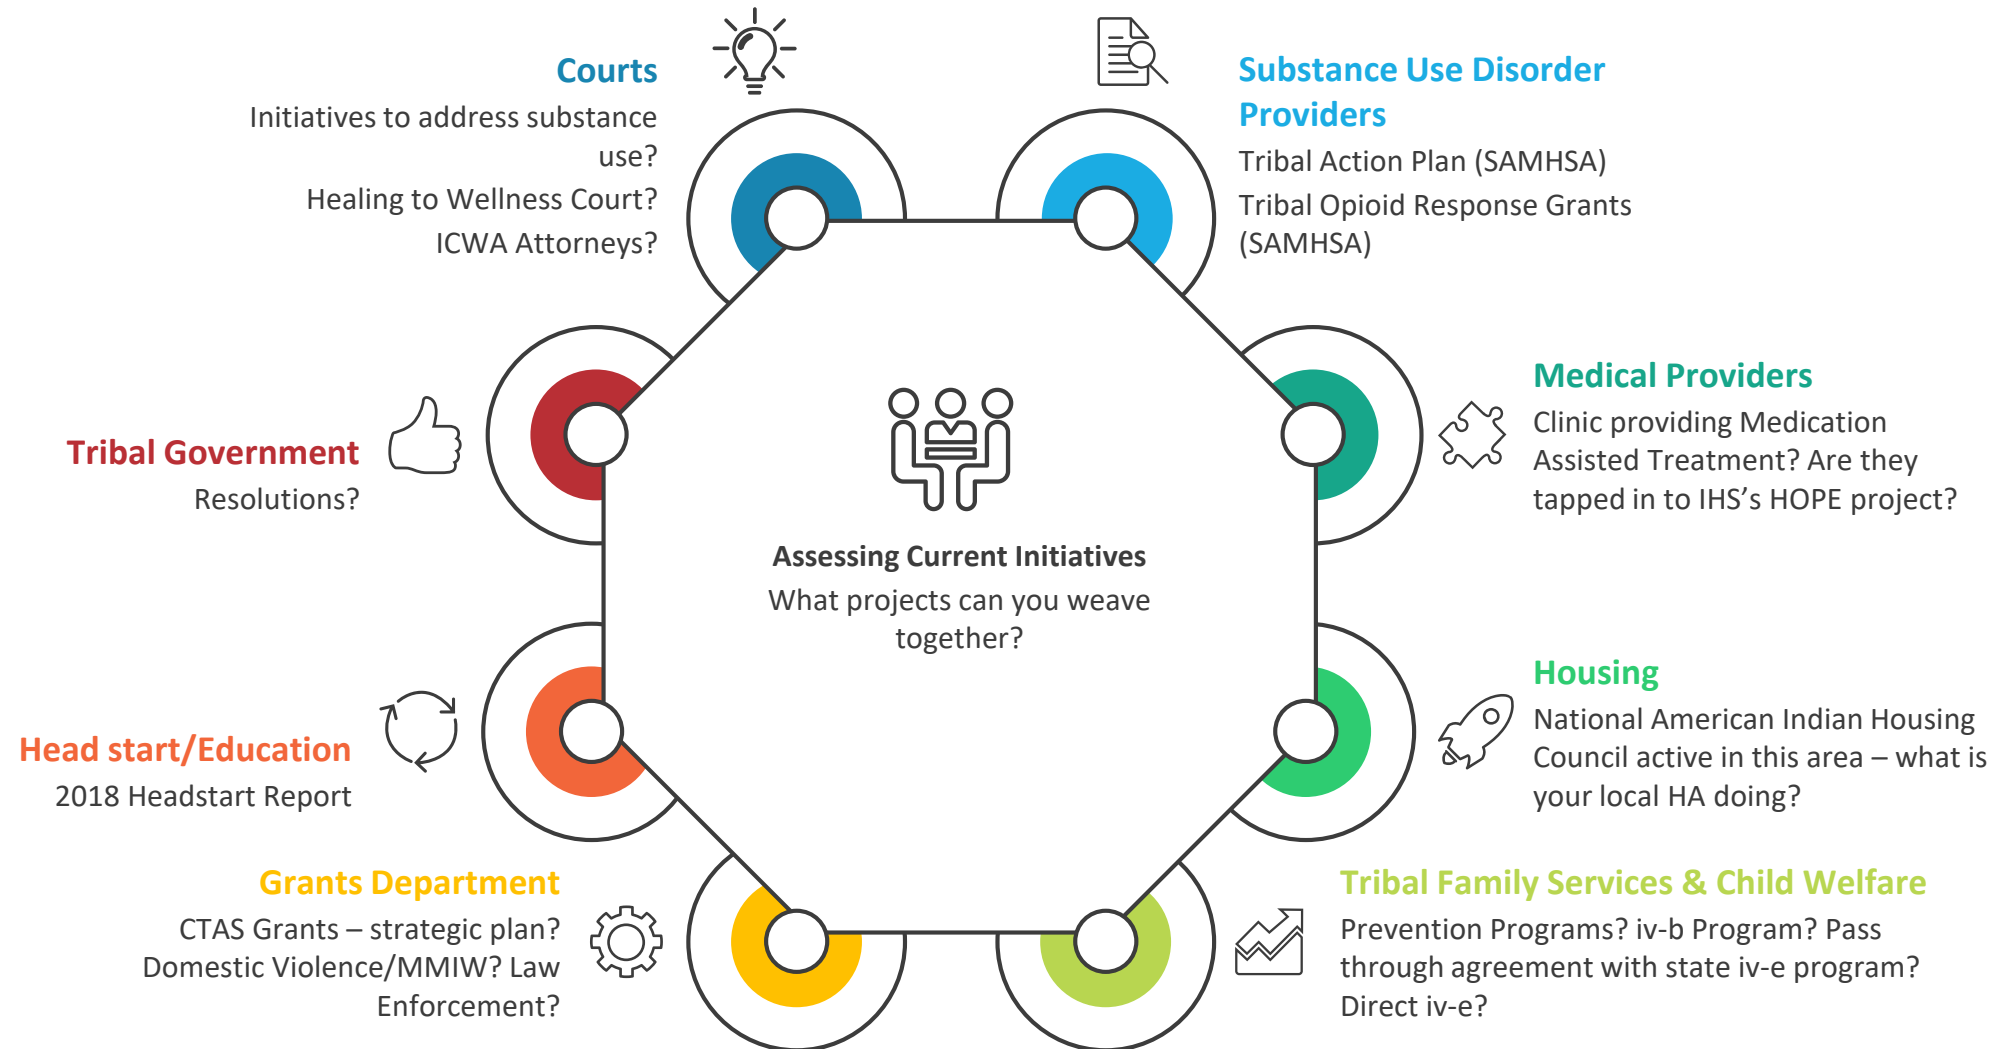 Courts
Initiatives to address substance
use?
Healing to Wellness Court?
ICWA Attorneys?
Substance Use Disorder
Providers
Tribal Action Plan (SAMHSA)
Tribal Opioid Response Grants
(SAMHSA)
Tribal Government
Resolutions?
Medical Providers
Clinic providing Medication
Assisted Treatment? Are they
tapped in to IHS’s HOPE project?
Assessing Current Initiatives
What projects can you weave
together?
Head start/Education
2018 Headstart Report
Housing
National American Indian Housing
Council active in this area – what is
your local HA doing?
Grants Department
CTAS Grants – strategic plan?
Domestic Violence/MMIW? Law
Enforcement?
Tribal Family Services & Child Welfare
Prevention Programs? iv-b Program? Pass
through agreement with state iv-e program?
Direct iv-e?